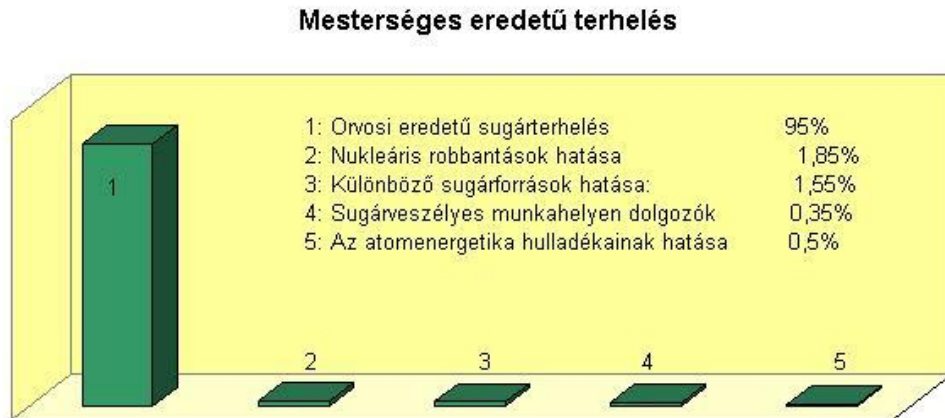 Mesterséges eredetű terhelés
1: Orvosi eredetű sugárterhelés 95%
2: Nukleáris robbantások hatása 1,85%
3: Különböző sugárforrások hatása: 1,55%
4: Sugárveszélyes munkahelyen dolgozók 0,35%
5: Az atomenergetika hulladékainak hatása 0,5%
1
2 3 4 5